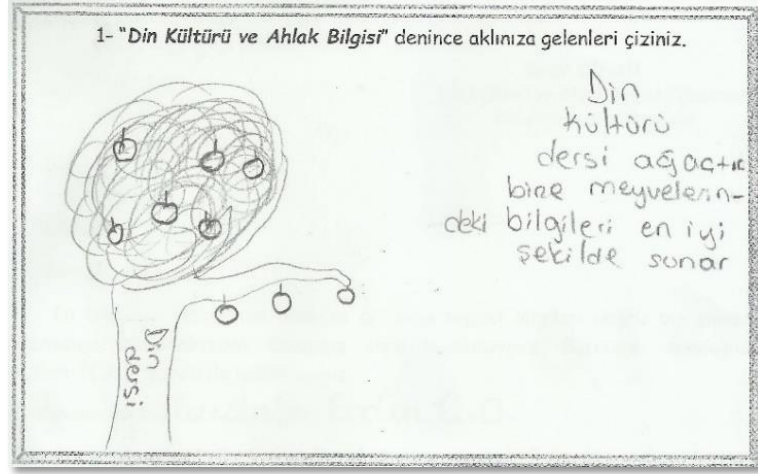 1- "Din Kültürü ve Ahlak Bilgisi" denince aklınıza gelenleri çiziniz.
Din
kültürü
dersi ağaçtır
bize meyvelerin-
deki bilgileri en iyi
şekilde sunar
Din
dersi